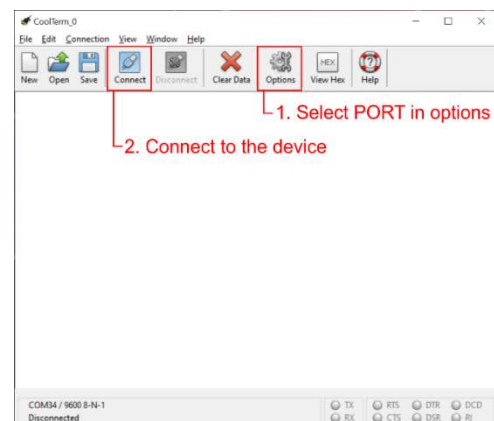 CoolTerm_0
File Edit Connection View Window Help
HEX
New Open Save Connect Disconnect Clear Data Options View Hex Help
1. Select PORT in options
2. Connect to the device
COM34 / 9600 8-N-1
TX RTS DTR DCD
Disconnected
RX CTS DSR RI